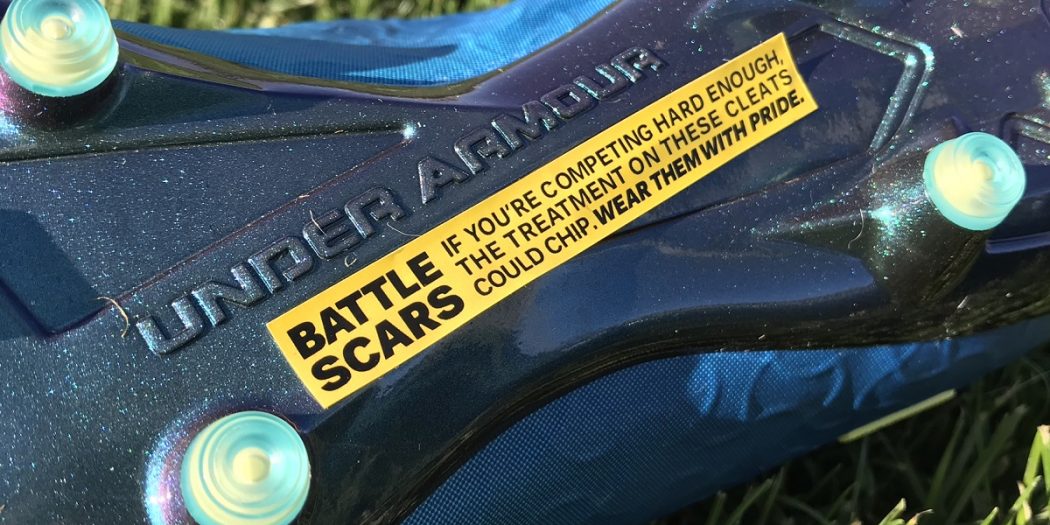 UNDER ARMOUR
BATTLE
SCARS
IF YOU'RE COMPETING HARD ENOUGH,
THE TREATMENT ON THESE CLEATS
COULD CHIP. WEAR THEM WITH PRIDE.